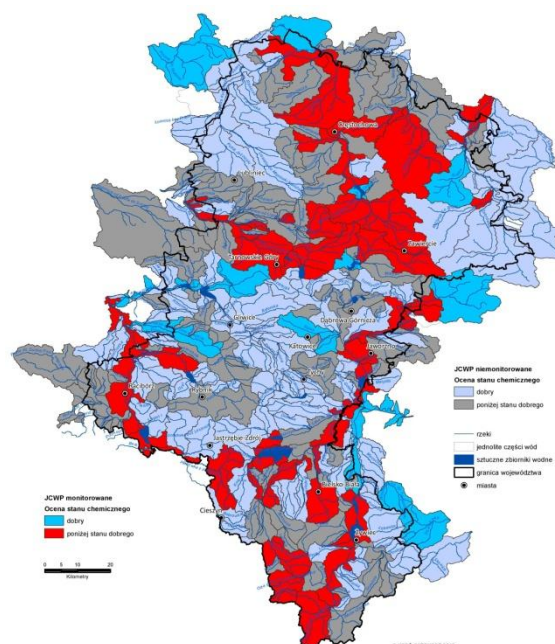 Częstochowa
Lubliniec
Zawiercie
Tarnowskie Góry
Gliwice
Dąbrowa Górnicza
Katowice
Jaworzno
Tychy
Racibórz
Rybnik
Jastrzębie Zdrój
Cieszyn
Bielsko-Biała
Żywiec
JCWP niemonitorowane
Ocena stanu chemicznego
dobry
poniżej stanu dobrego
rzeki
jednolite części wód
sztuczne zbiorniki wodne
granica województwa
miasta
JCWP monitorowane
Ocena stanu chemicznego
dobry
poniżej stanu dobrego
0 5 10 20
Kilometry